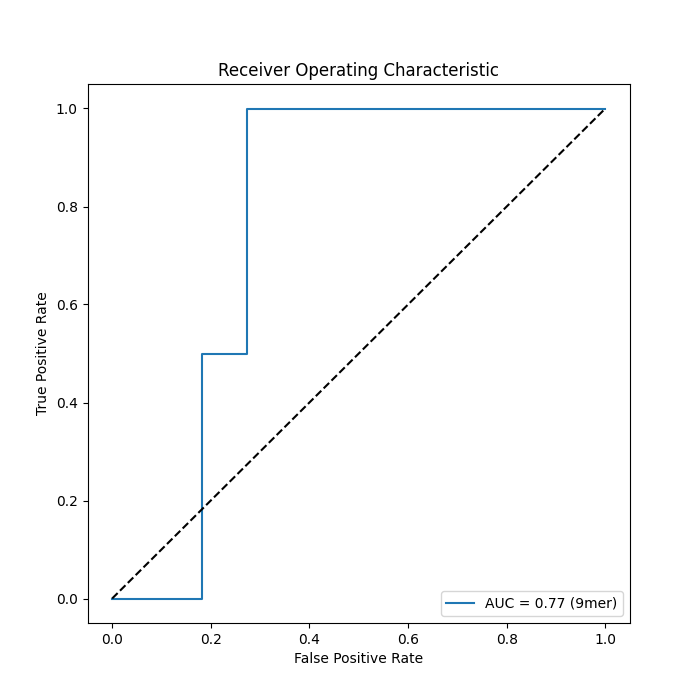 Receiver Operating Characteristic
1.0
0.8
0.6
0.4
0.2
0.0
True Positive Rate
AUC = 0.77 (9mer)
0.0 0.2 0.4 0.6 0.8 1.0
False Positive Rate